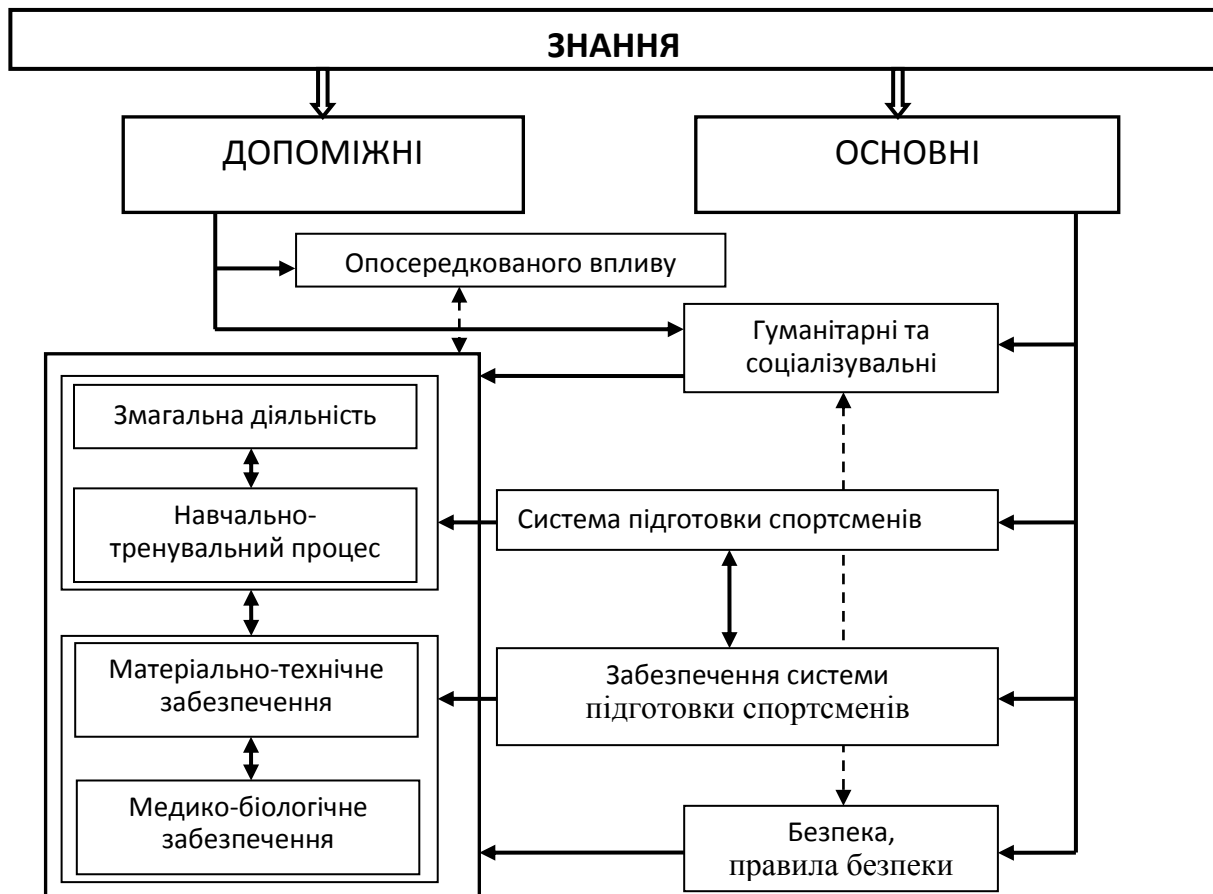 ЗНАННЯ
ДОПОМІЖНІ
ОСНОВНІ
Опосередкованого впливу
Гуманітарні та
соціалізувальні
Змагальна діяльність
Навчально-
тренувальний процес
Система підготовки спортсменів
Матеріально-технічне
забезпечення
Забезпечення системи
підготовки спортсменів
Медико-біологічне
забезпечення
Безпека,
правила безпеки